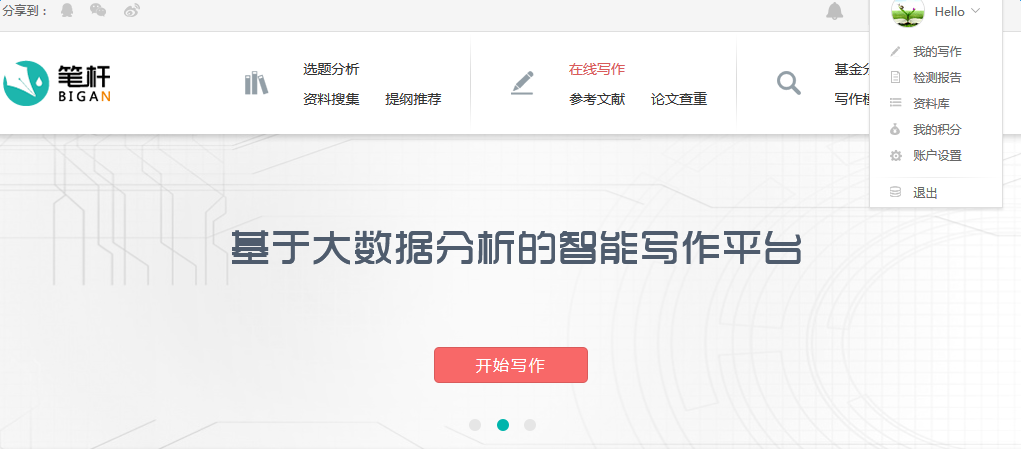 分享到：
Hello
我的写作
检测报告
资料库
我的积分
账户设置
退出
笔杆
BIGAN
选题分析
资料搜集 提纲推荐
在线写作
参考文献 论文查重
基金
写作
基于大数据分析的智能写作平台
开始写作